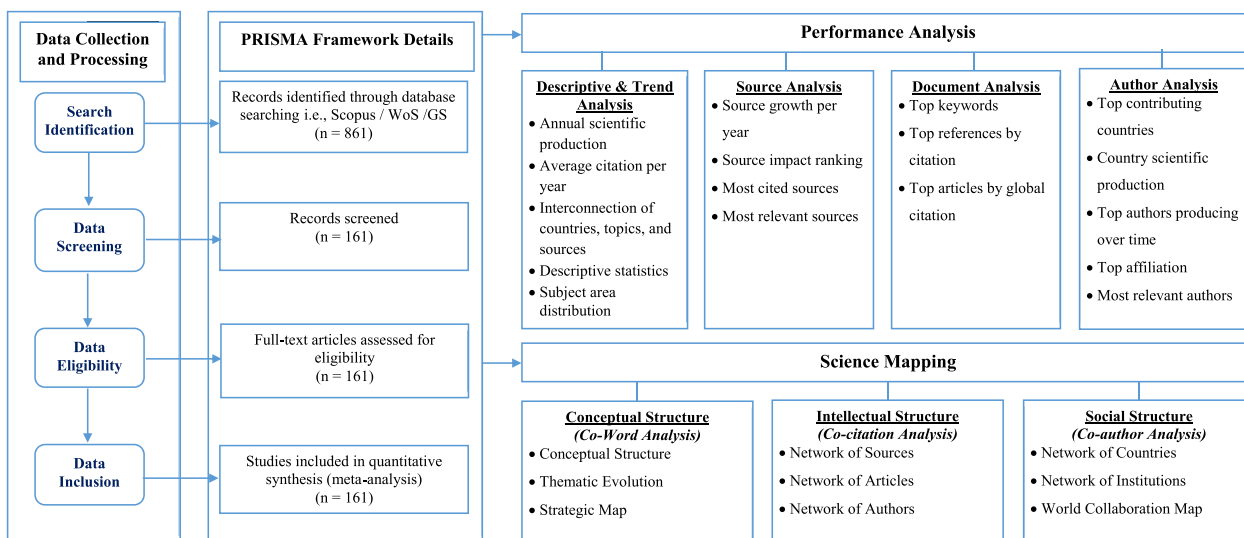 Data Collection
and Processing
Search
Identification
Data
Screening
Data
Eligibility
Data
Inclusion
PRISMA Framework Details
Records identified through database
searching i.e., Scopus / WoS /GS
(n = 861)
Records screened
(n = 161)
Full-text articles assessed for
eligibility
(n = 161)
Studies included in quantitative
synthesis (meta-analysis)
(n = 161)
Performance Analysis
Descriptive & Trend
Analysis
• Annual scientific
production
• Average citation per
year
• Interconnection of
countries, topics, and
sources
• Descriptive statistics
• Subject area
distribution
Source Analysis
• Source growth per
year
• Source impact ranking
• Most cited sources
• Most relevant sources
Document Analysis
• Top keywords
• Top references by
citation
• Top articles by global
citation
Author Analysis
• Top contributing
countries
• Country scientific
production
• Top authors producing
over time
• Top affiliation
• Most relevant authors
Science Mapping
Conceptual Structure
(Co-Word Analysis)
• Conceptual Structure
• Thematic Evolution
• Strategic Map
Intellectual Structure
(Co-citation Analysis)
• Network of Sources
• Network of Articles
• Network of Authors
Social Structure
(Co-author Analysis)
• Network of Countries
• Network of Institutions
• World Collaboration Map